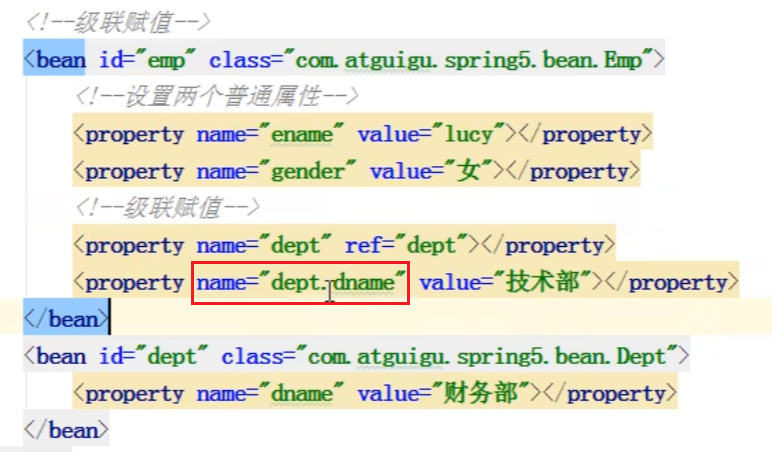 <!--级联赋值-->
<bean id="emp" class="com.atguigu.spring5.bean.Emp">
<!--设置两个普通属性-->
<property name="ename" value="lucy"></property>
<property name="gender" value="女"></property>
<!--级联赋值-->
<property name="dept" ref="dept"></property>
<property name="dept.dname" value="技术部"></property>
</bean>
<bean id="dept" class="com.atguigu.spring5.bean.Dept">
<property name="dname" value="财务部"></property>
</bean>